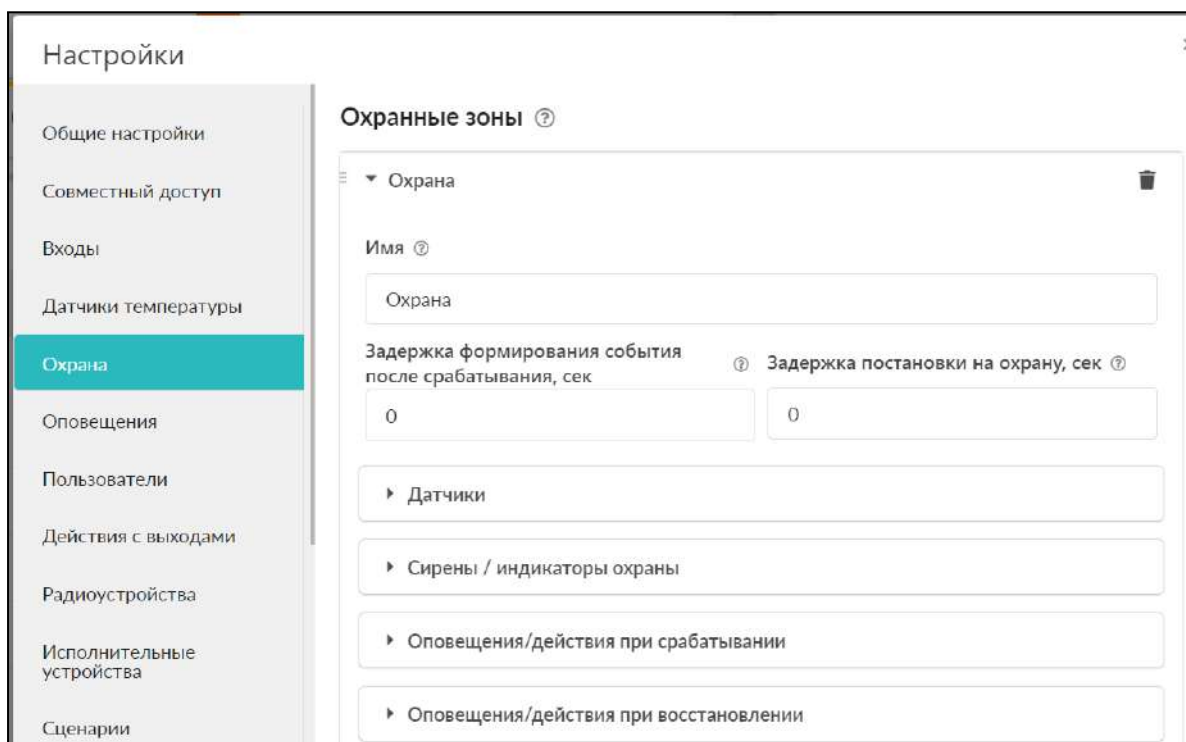 Настройки
Общие настройки
Совместный доступ
Входы
Датчики температуры
Охрана
Оповещения
Пользователи
Действия с выходами
Радиоустройства
Исполнительные
устройства
Сценарии
Охранные зоны
Охрана
Имя
Охрана
Задержка формирования события
после срабатывания, сек
Задержка постановки на охрану, сек
0
0
Датчики
Сирены / индикаторы охраны
Оповещения/действия при срабатывании
Оповещения/действия при восстановлении